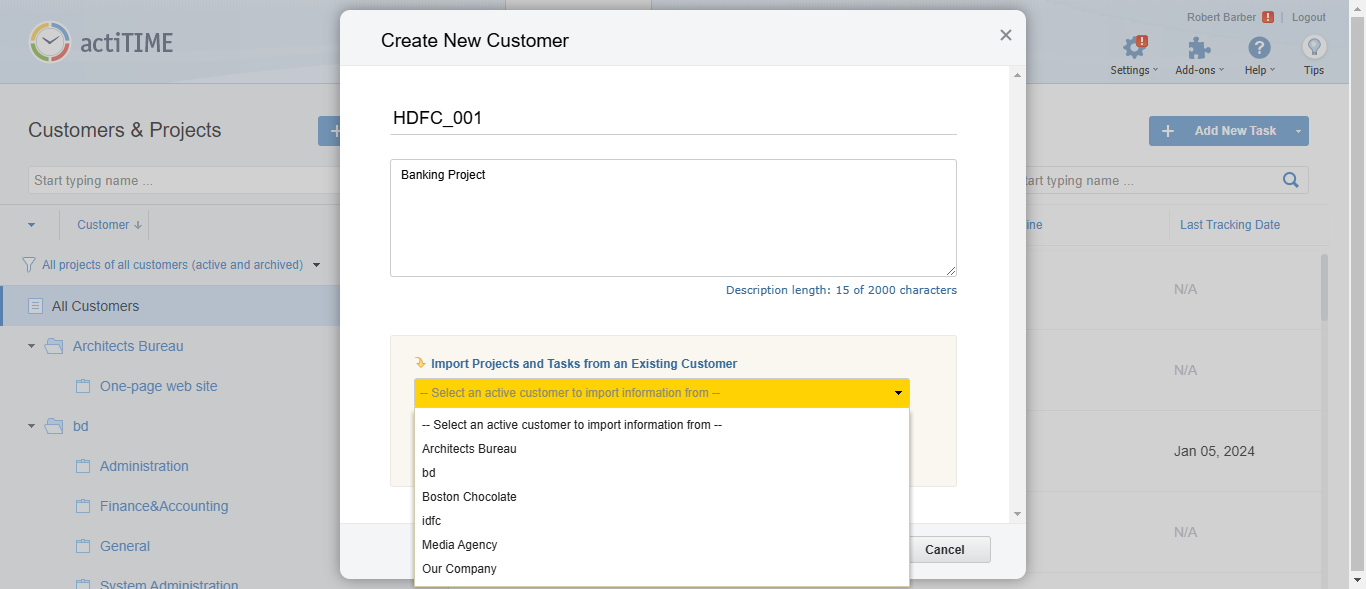 Robert Barber ! | Logout
actiTIME
Settings
Add-ons
Help
Tips
Create New Customer
Customers & Projects
+
+ Add New Task
Start typing name ...
tart typing name ...
Customer
ine
Last Tracking Date
All projects of all customers (active and archived)
All Customers
Architects Bureau
One-page web site
bd
Administration
Finance&Accounting
General
System Administration
HDFC_001
Banking Project
Description length: 15 of 2000 characters
Import Projects and Tasks from an Existing Customer
-- Select an active customer to import information from --
-- Select an active customer to import information from --
Architects Bureau
bd
Boston Chocolate
idfc
Media Agency
Our Company
Cancel
N/A
N/A
Jan 05, 2024
N/A